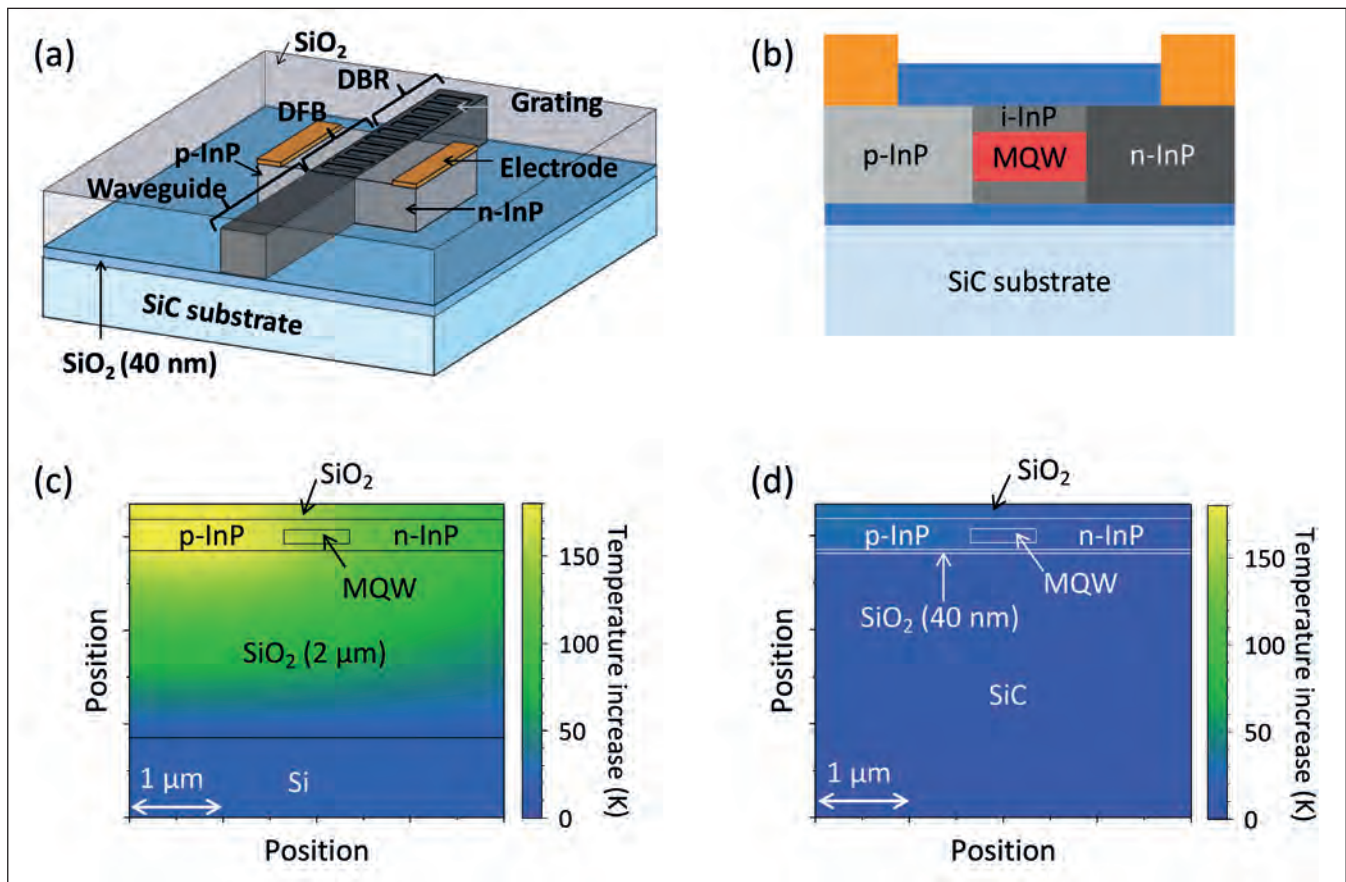 (a)
SiO₂
DBR
DFB
Grating
p-InP
Electrode
Waveguide
n-InP
SiC substrate
SiO₂ (40 nm)
(b)
i-InP
p-InP
MQW
n-InP
SiC substrate
(c)
SiO₂
p-InP
n-InP
MQW
SiO₂ (2 μm)
Si
1 μm
Position
Position
150
100
50
0
Temperature increase (K)
(d)
SiO₂
p-InP
n-InP
MQW
SiO₂ (40 nm)
SiC
1 μm
Position
Position
150
100
50
0
Temperature increase (K)